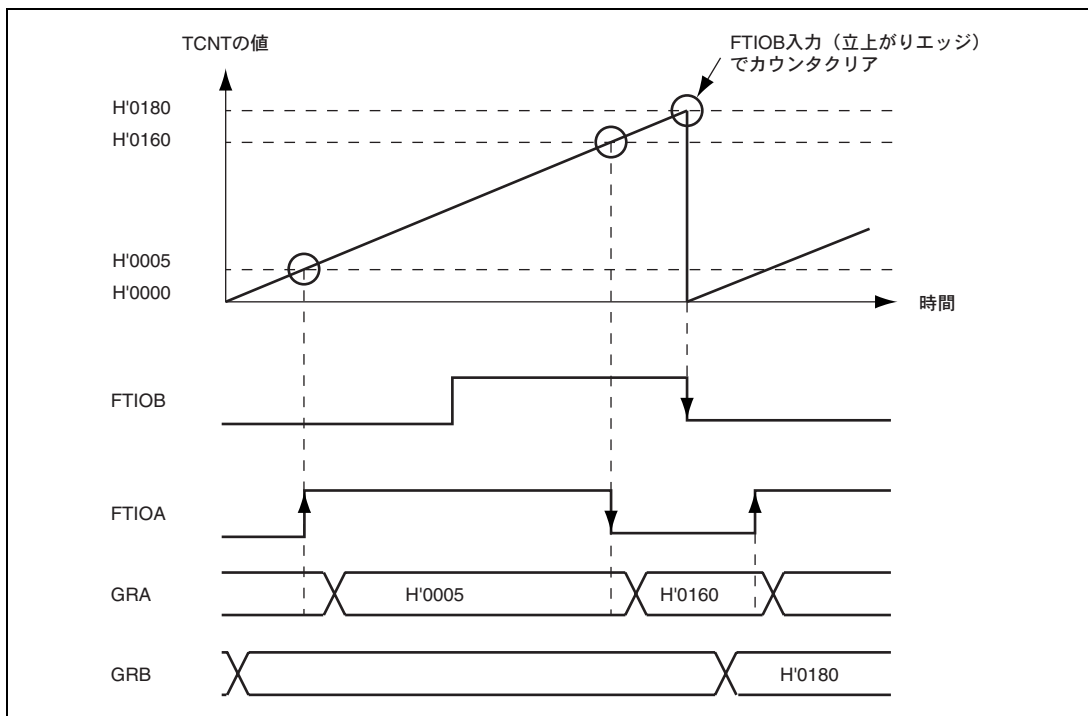 TCNTの値
FTIOB入力（立上がりエッジ）
でカウンタクリア
H'0180
H'0160
H'0005
H'0000
時間
FTIOB
FTIOA
GRA
H'0005
H'0160
GRB
H'0180